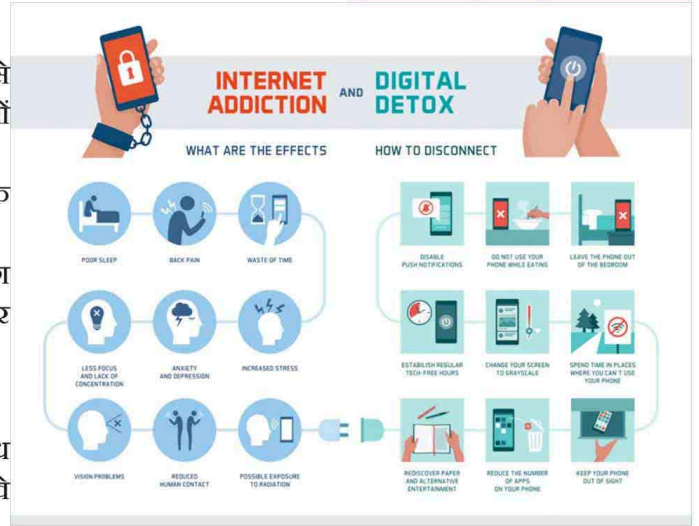 INTERNET
ADDICTION
AND
DIGITAL
DETOX
WHAT ARE THE EFFECTS
POOR SLEEP
BACK PAIN
WASTE OF TIME
LESS FOCUS
AND LACK OF
CONCENTRATION
ANXIETY
AND DEPRESSION
INCREASED STRESS
VISION PROBLEMS
REDUCED
HUMAN CONTACT
POSSIBLE EXPOSURE
TO RADIATION
HOW TO DISCONNECT
DISABLE
PUSH NOTIFICATIONS
DO NOT USE YOUR
PHONE WHILE EATING
LEAVE THE PHONE OUT
OF THE BEDROOM
ESTABILISH REGULAR
TECH-FREE HOURS
CHANGE YOUR SCREEN
TO GRAYSCALE
SPEND TIME IN PLACES
WHERE YOU CAN'T USE
YOUR PHONE
REDISCOVER PAPER
AND ALTERNATIVE
ENTERTAINMENT
REDUCE THE NUMBER
OF APPS
ON YOUR PHONE
KEEP YOUR PHONE
OUT OF SIGHT